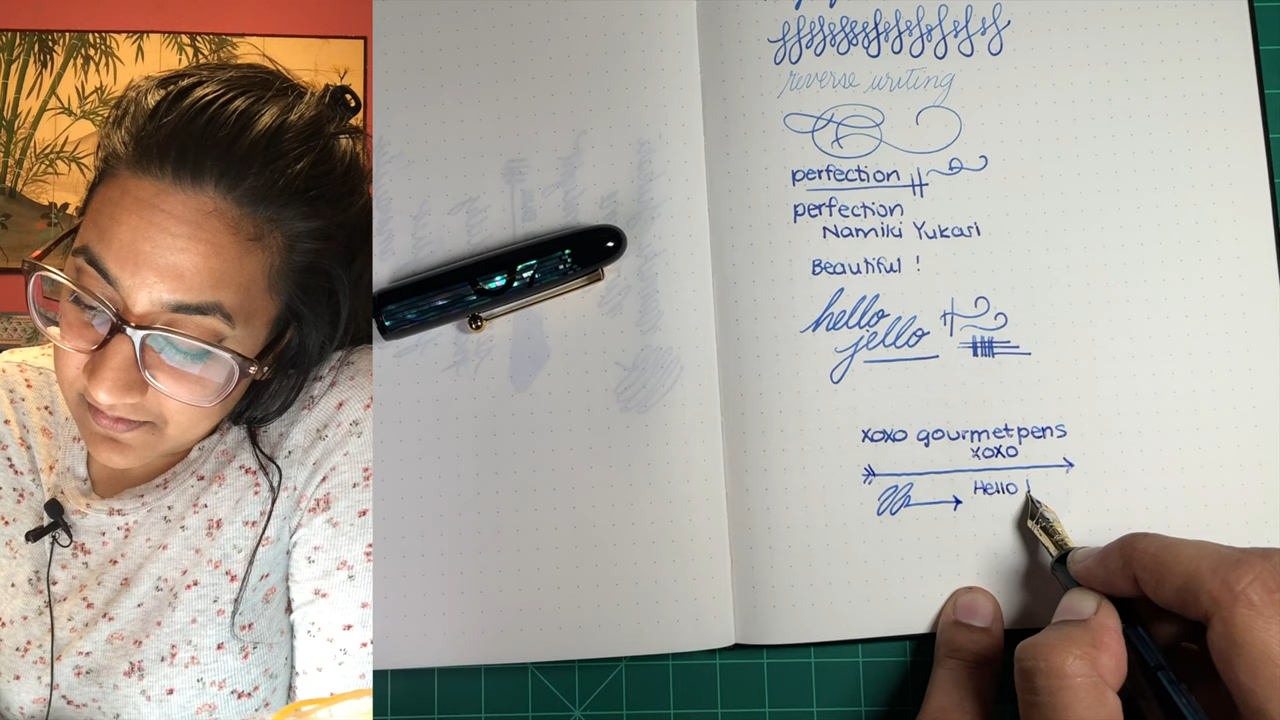 reverse writing
perfection
perfection
Namiki Yukari
Beautiful !
hello
jello
xoxo gourmetpens
xoxo
Hello !